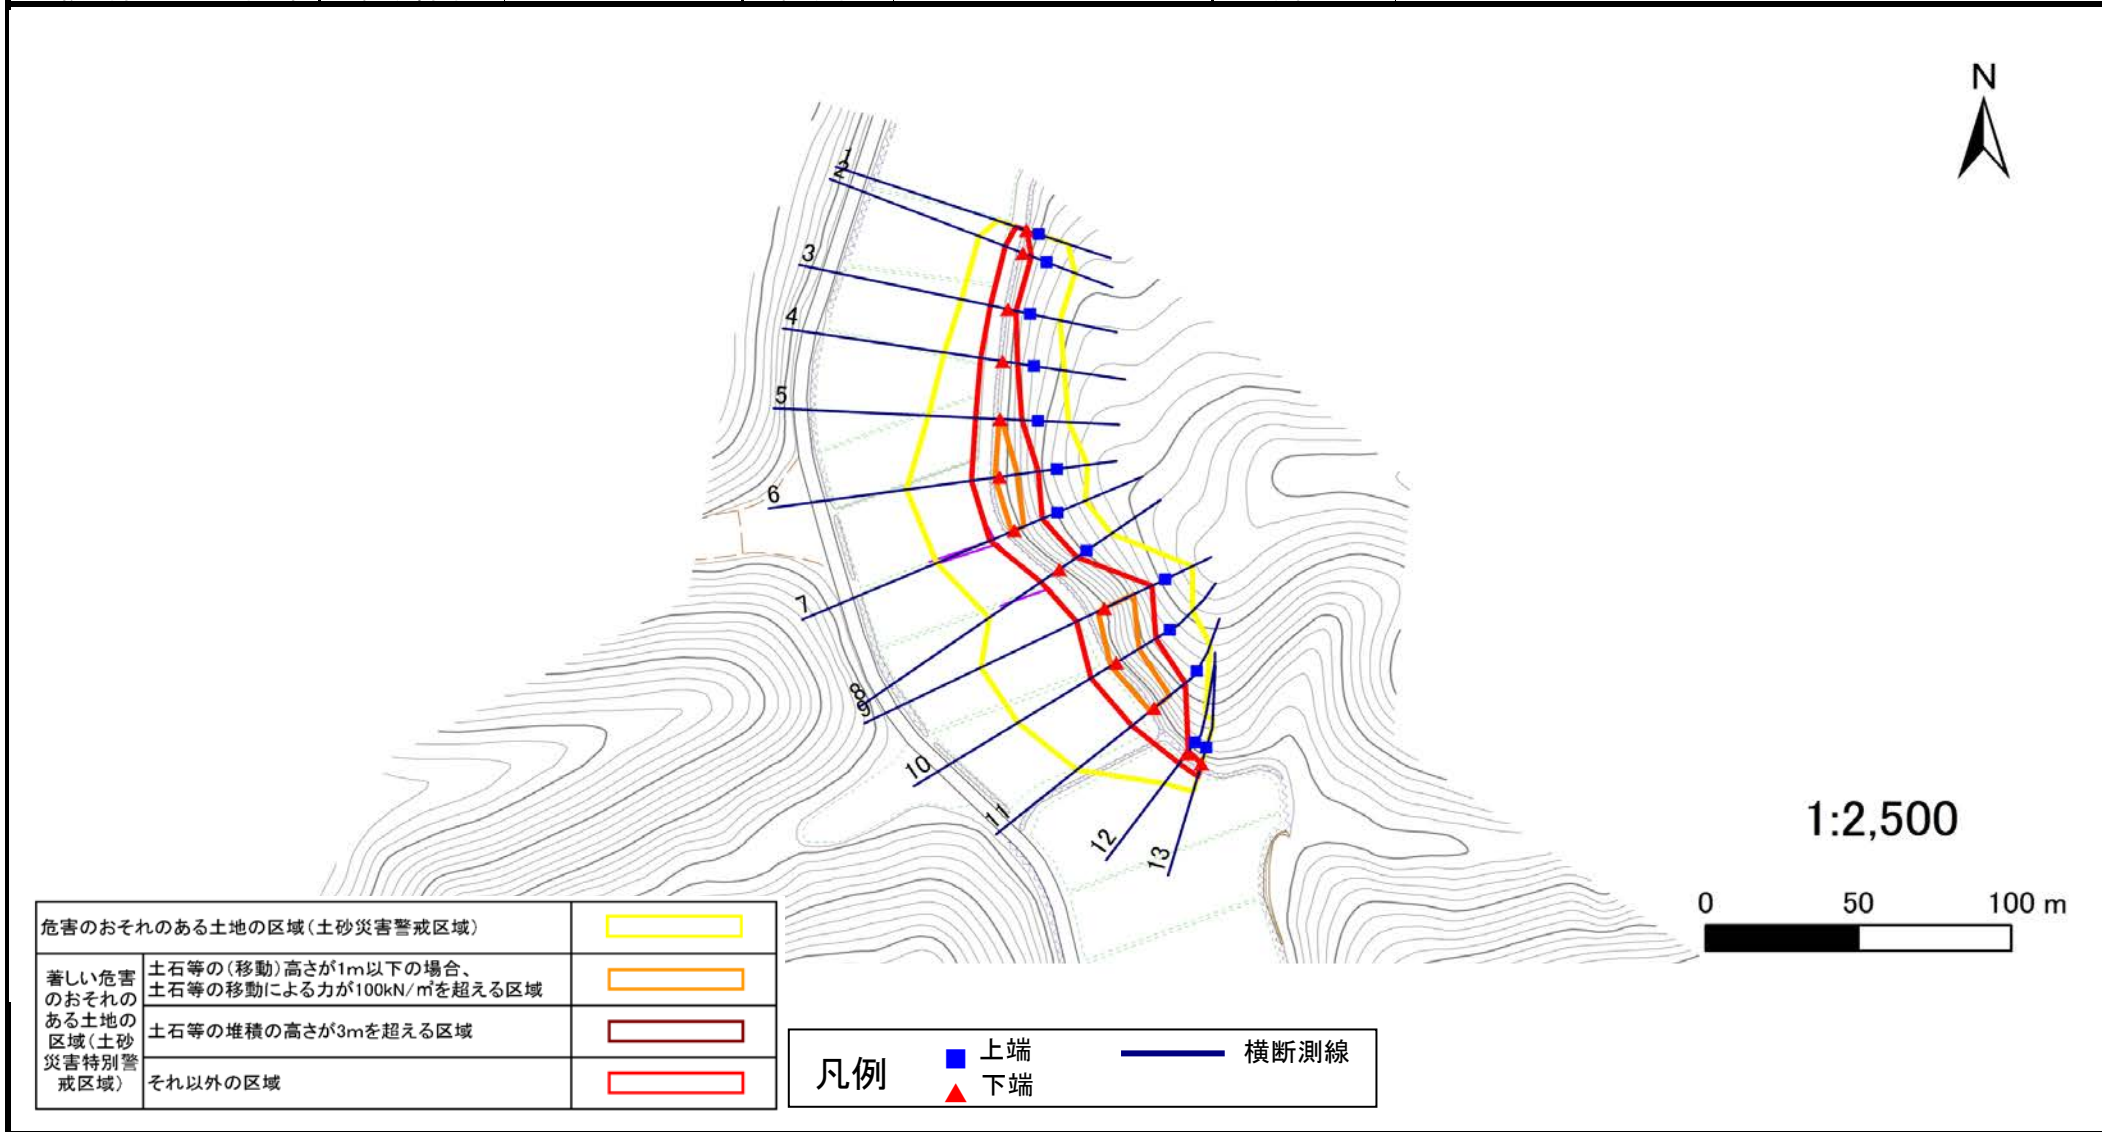 N
1
2
3
4
5
6
7
8
9
10
11
12
13
1:2,500
0 50 100 m
危害のおそれのある土地の区域(土砂災害警戒区域)
著しい危害
のおそれの
ある土地の
区域(土砂
災害特別警
戒区域)
土石等の(移動)高さが1m以下の場合、
土石等の移動による力が100kN/㎡を超える区域
土石等の堆積の高さが3mを超える区域
それ以外の区域
凡例
上端
下端
横断測線